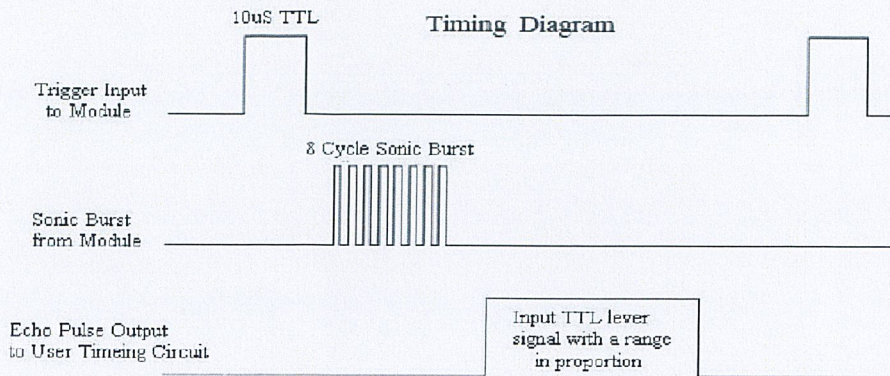 10uS TTL
Timing Diagram
Trigger Input
to Module
8 Cycle Sonic Burst
Sonic Burst
from Module
Echo Pulse Output
to User Timeing Circuit
Input TTL lever
signal with a range
in proportion